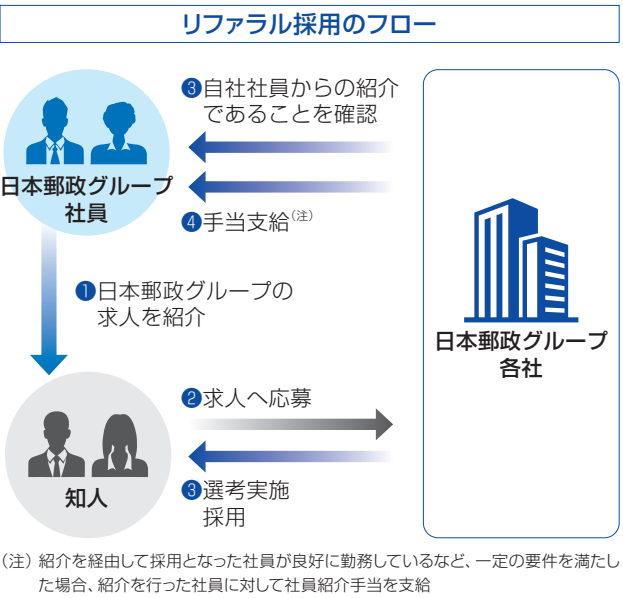 リファラル採用のフロー
❸自社社員からの紹介
であることを確認
日本郵政グループ
社員
❹手当支給(注)
❶日本郵政グループの
求人を紹介
日本郵政グループ
各社
❷求人へ応募
❸選考実施
採用
知人
(注) 紹介を経由して採用となった社員が良好に勤務しているなど、一定の要件を満たし
た場合、紹介を行った社員に対して社員紹介手当を支給